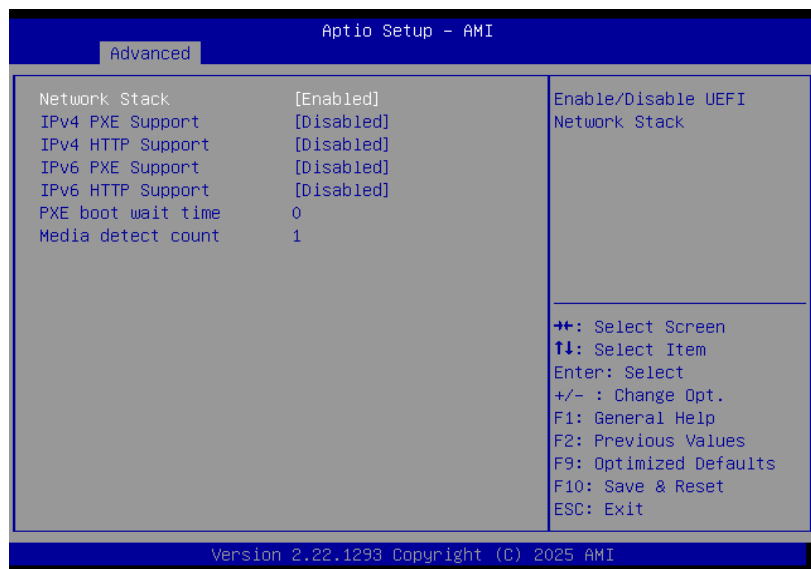 Aptio Setup – AMI
Advanced
Network Stack [Enabled]
IPv4 PXE Support [Disabled]
IPv4 HTTP Support [Disabled]
IPv6 PXE Support [Disabled]
IPv6 HTTP Support [Disabled]
PXE boot wait time 0
Media detect count 1
Enable/Disable UEFI
Network Stack
→←: Select Screen
↑↓: Select Item
Enter: Select
+/- : Change Opt.
F1: General Help
F2: Previous Values
F9: Optimized Defaults
F10: Save & Reset
ESC: Exit
Version 2.22.1293 Copyright (C) 2025 AMI